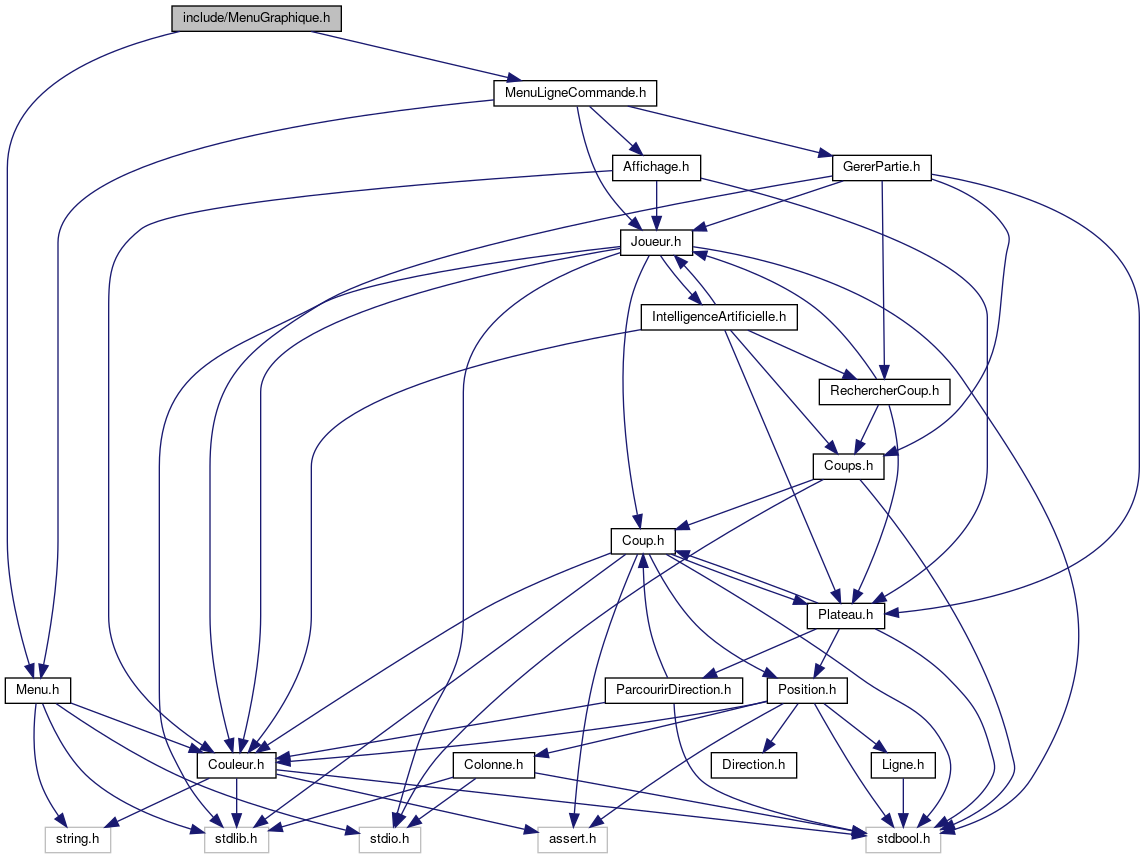 include/MenuGraphique.h
MenuLigneCommande.h
Affichage.h
GererPartie.h
Joueur.h
IntelligenceArtificielle.h
RechercherCoup.h
Coups.h
Coup.h
Plateau.h
Menu.h
ParcourirDirection.h
Position.h
Couleur.h
Colonne.h
Direction.h
Ligne.h
string.h
stdlib.h
stdio.h
assert.h
stdbool.h